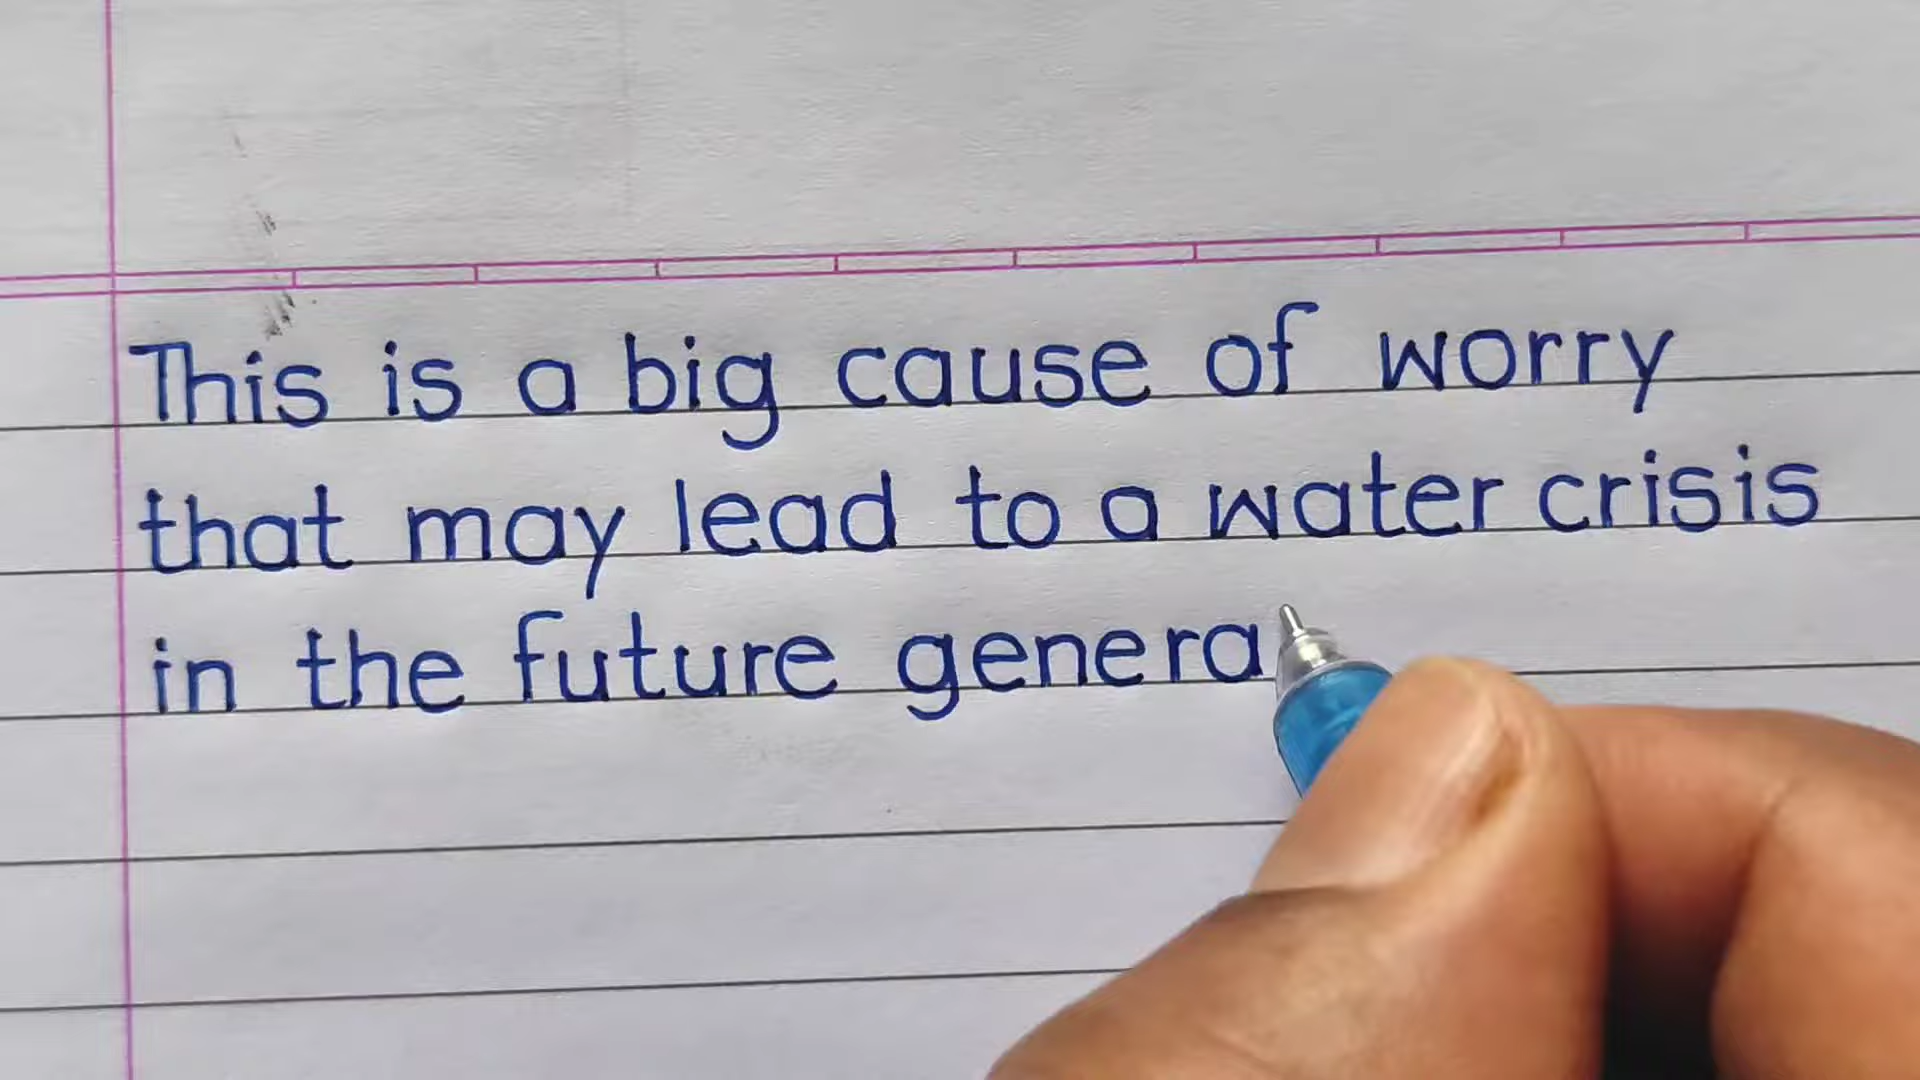 This is a big cause of worry
that may lead to a water crisis
in the future genera